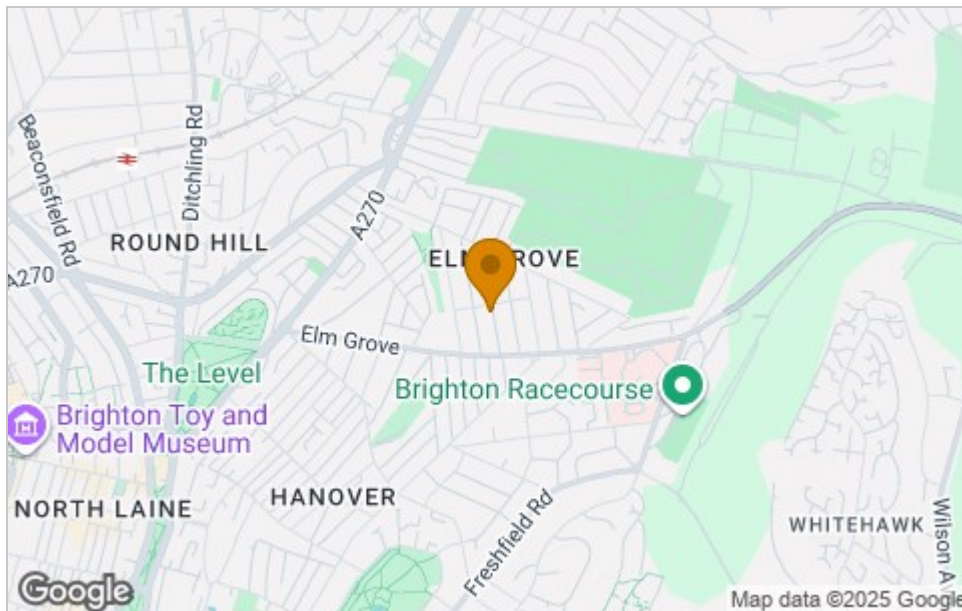 Beaconsfield Rd
Ditchling Rd
A270
ROUND HILL
A270
ELM GROVE
Elm Grove
The Level
Brighton Racecourse
Brighton Toy and
Model Museum
HANOVER
NORTH LAINE
Freshfield Rd
WHITEHAWK
Wilson A
Google
Map data ©2025 Google